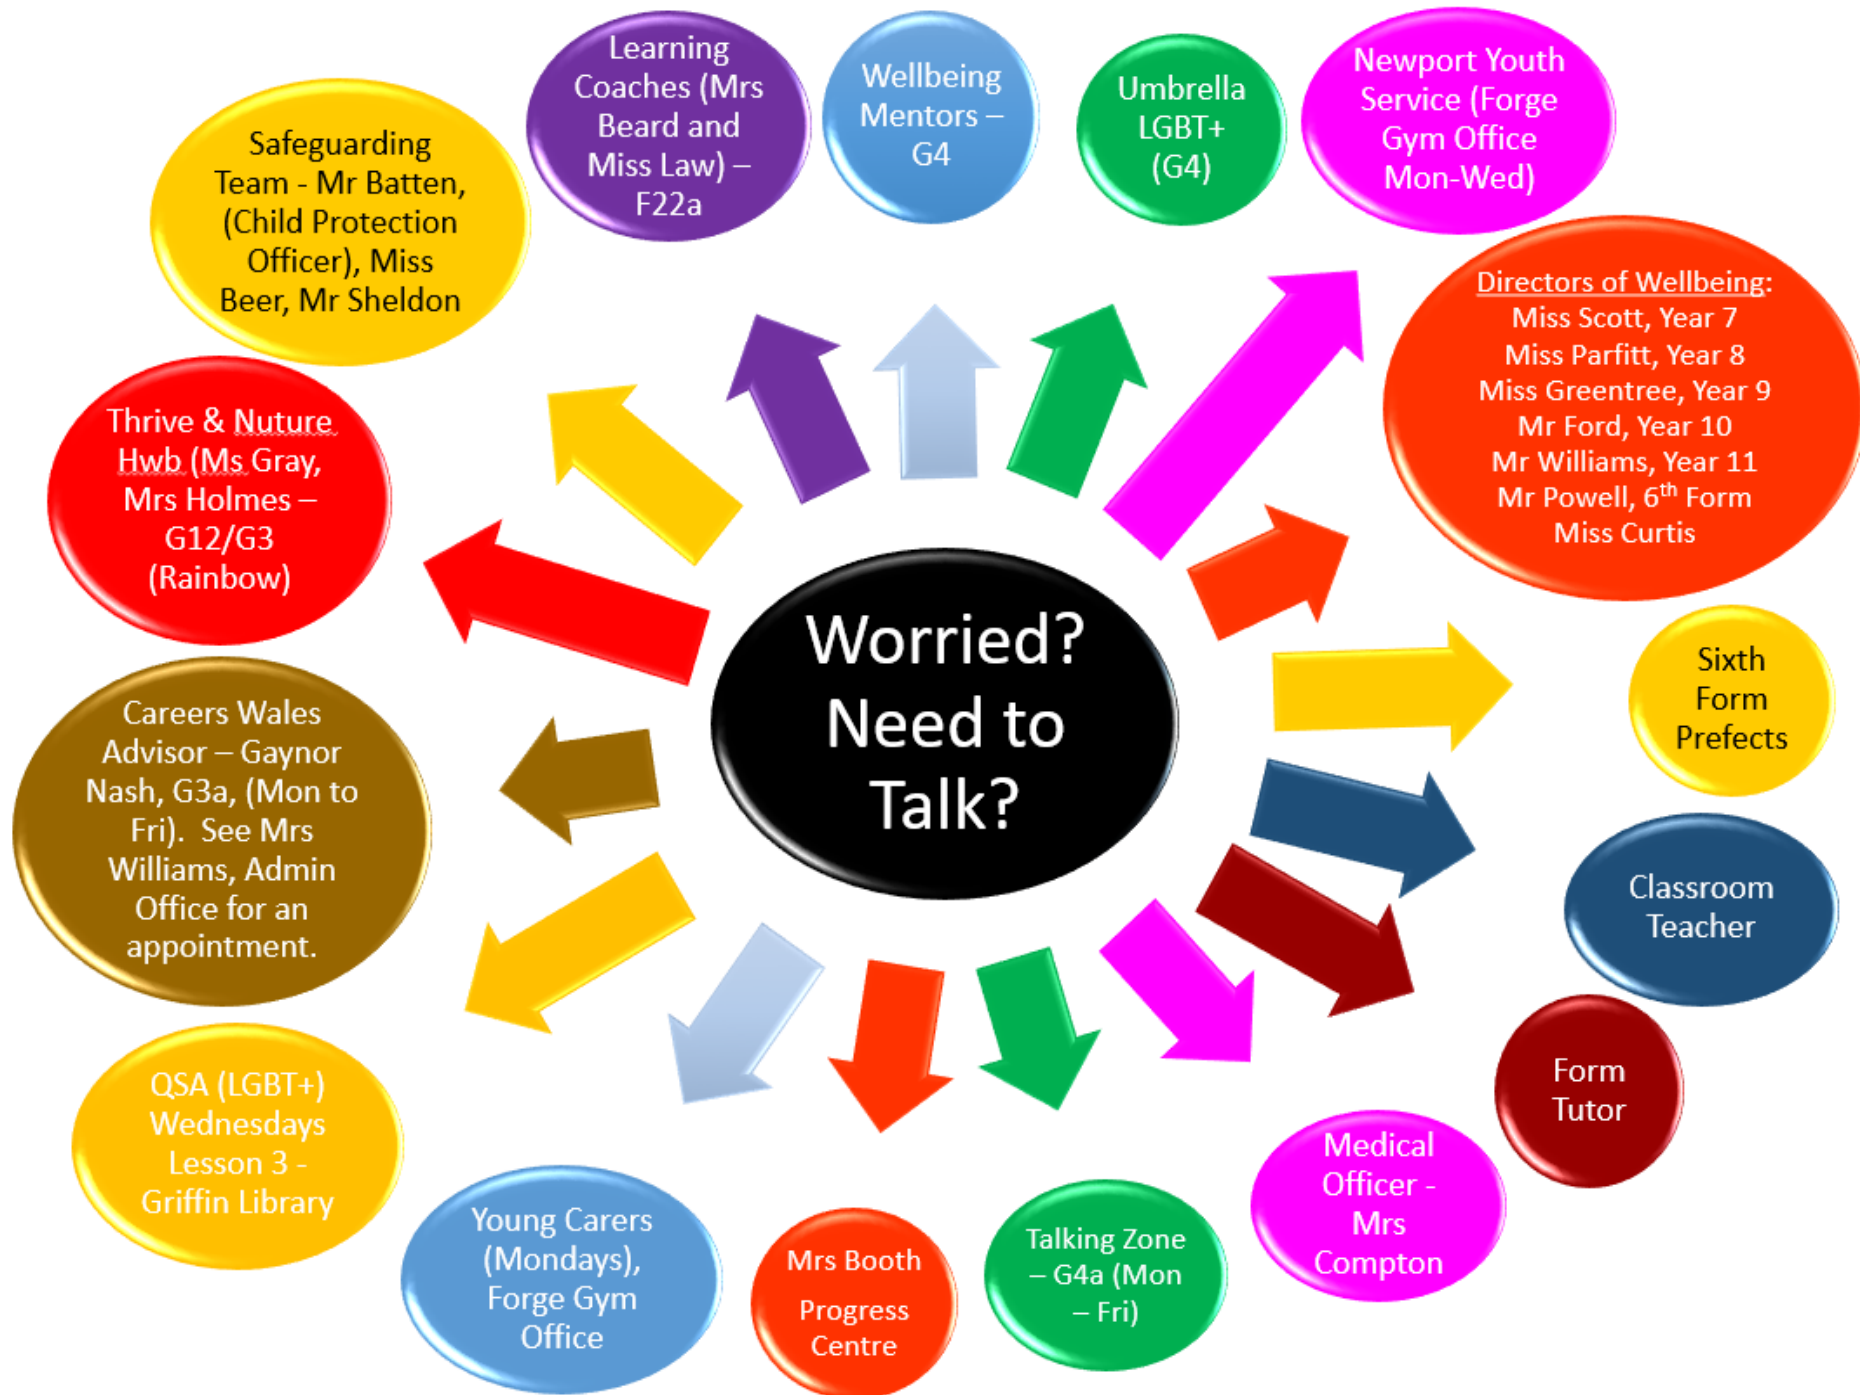 Worried?
Need to
Talk?
Learning
Coaches (Mrs
Beard and
Miss Law) –
F22a
Wellbeing
Mentors –
G4
Umbrella
LGBT+
(G4)
Newport Youth
Service (Forge
Gym Office
Mon-Wed)
Directors of Wellbeing:
Miss Scott, Year 7
Miss Parfitt, Year 8
Miss Greentree, Year 9
Mr Ford, Year 10
Mr Williams, Year 11
Mr Powell, 6th Form
Miss Curtis
Sixth
Form
Prefects
Classroom
Teacher
Form
Tutor
Medical
Officer -
Mrs
Compton
Talking Zone
– G4a (Mon
– Fri)
Mrs Booth
Progress
Centre
Young Carers
(Mondays),
Forge Gym
Office
QSA (LGBT+)
Wednesdays
Lesson 3 -
Griffin Library
Careers Wales
Advisor – Gaynor
Nash, G3a, (Mon to
Fri).  See Mrs
Williams, Admin
Office for an
appointment.
Thrive & Nuture
Hwb (Ms Gray,
Mrs Holmes –
G12/G3
(Rainbow)
Safeguarding
Team - Mr Batten,
(Child Protection
Officer), Miss
Beer, Mr Sheldon